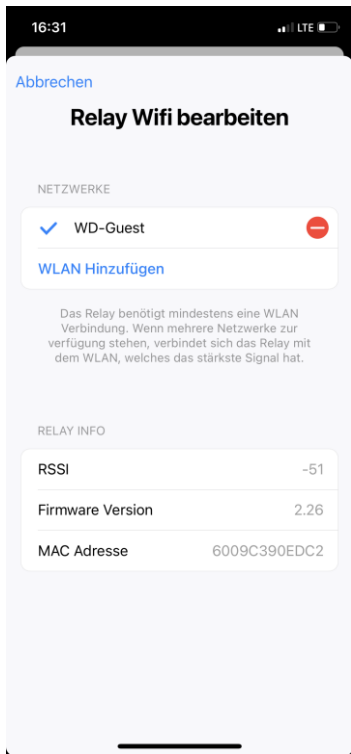 16:31
LTE
Abbrechen
Relay Wifi bearbeiten
NETZWERKE
WD-Guest
WLAN Hinzufügen
Das Relay benötigt mindestens eine WLAN
Verbindung. Wenn mehrere Netzwerke zur
verfügung stehen, verbindet sich das Relay mit
dem WLAN, welches das stärkste Signal hat.
RELAY INFO
RSSI -51
Firmware Version 2.26
MAC Adresse 6009C390EDC2